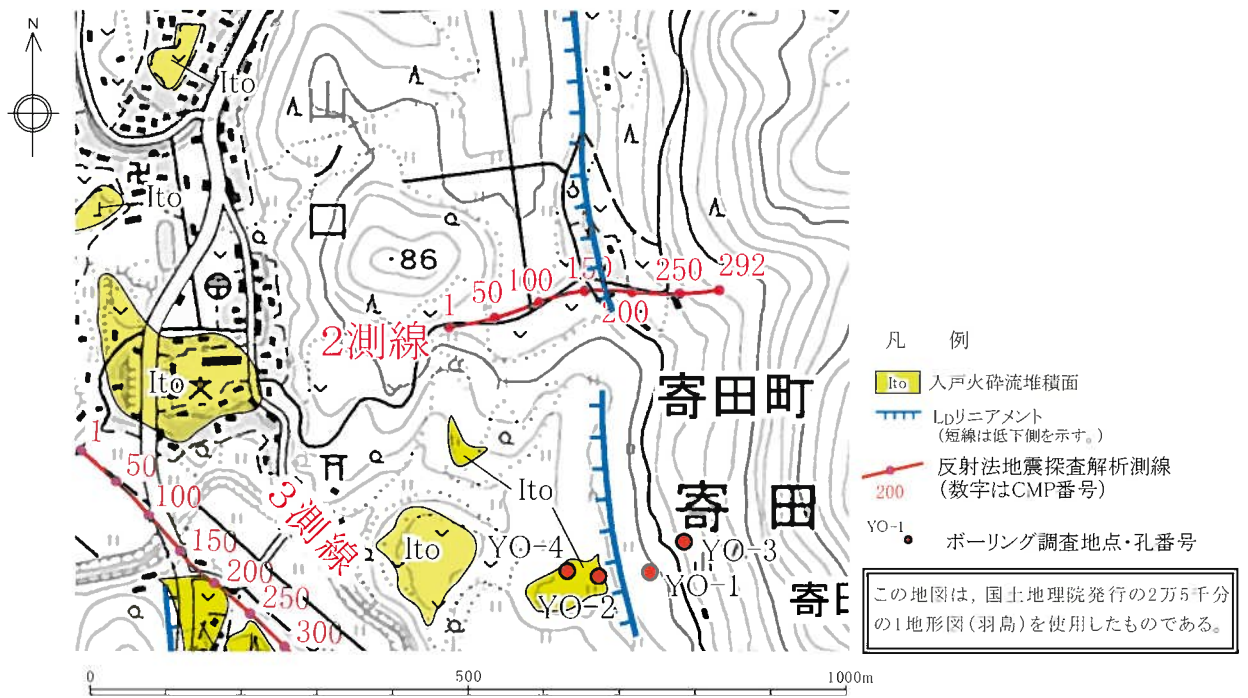 N
Ito
Ito
山
口
・86
1
50
100
150
200
250
292
2測線
Ito
寄田町
1
50
100
150
200
250
300
3測線
Ito
Ito
寄田
YO-4
YO-2
YO-3
YO-1
寄
0
500
1000m
凡 例
Ito 入戸火砕流堆積面
LDリニアメント
(短線は低下側を示す。)
反射法地震探査解析測線
200 (数字はCMP番号)
YO-1
ボーリング調査地点・孔番号
この地図は,国土地理院発行の2万5千分
の1地形図(羽島)を使用したものである。